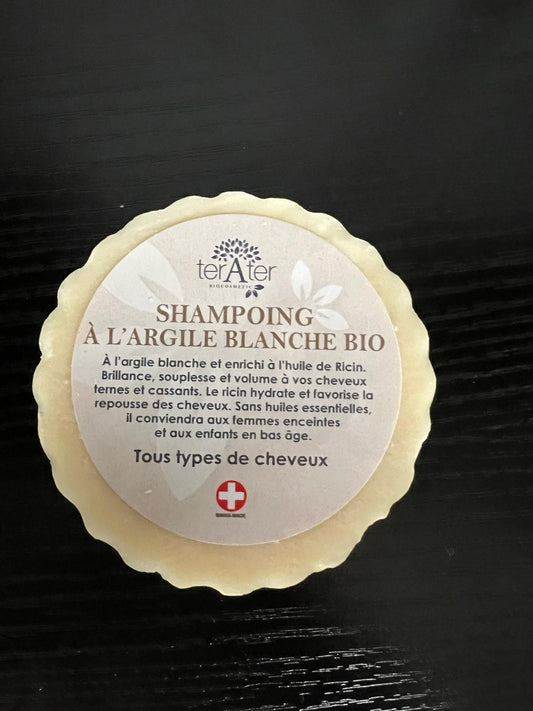 terAter
BIOCOSMETIC
SHAMPOING
À L'ARGILE BLANCHE BIO
À l'argile blanche et enrichi à l'huile de Ricin.
Brillance, souplesse et volume à vos cheveux
ternes et cassants. Le ricin hydrate et favorise la
repousse des cheveux. Sans huiles essentielles,
il conviendra aux femmes enceintes
et aux enfants en bas âge.
Tous types de cheveux
SWISS-MADE